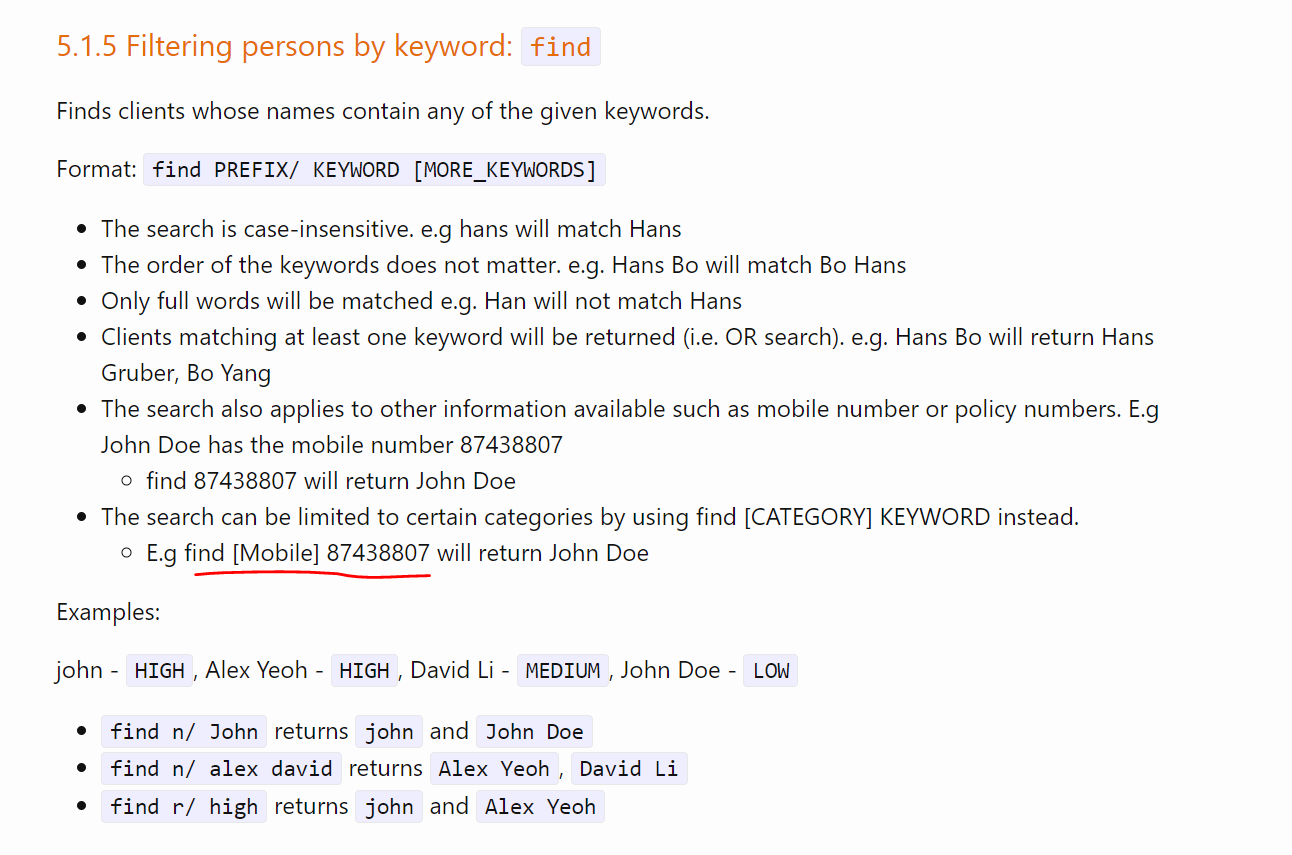 5.1.5 Filtering persons by keyword: find
Finds clients whose names contain any of the given keywords.
Format: find PREFIX/ KEYWORD [MORE_KEYWORDS]
The search is case-insensitive. e.g hans will match Hans
The order of the keywords does not matter. e.g. Hans Bo will match Bo Hans
Only full words will be matched e.g. Han will not match Hans
Clients matching at least one keyword will be returned (i.e. OR search). e.g. Hans Bo will return Hans
Gruber, Bo Yang
The search also applies to other information available such as mobile number or policy numbers. E.g
John Doe has the mobile number 87438807
find 87438807 will return John Doe
The search can be limited to certain categories by using find [CATEGORY] KEYWORD instead.
E.g find [Mobile] 87438807 will return John Doe
Examples:
john - HIGH, Alex Yeoh - HIGH, David Li - MEDIUM, John Doe - LOW
find n/ John returns john and John Doe
find n/ alex david returns Alex Yeoh, David Li
find r/ high returns john and Alex Yeoh